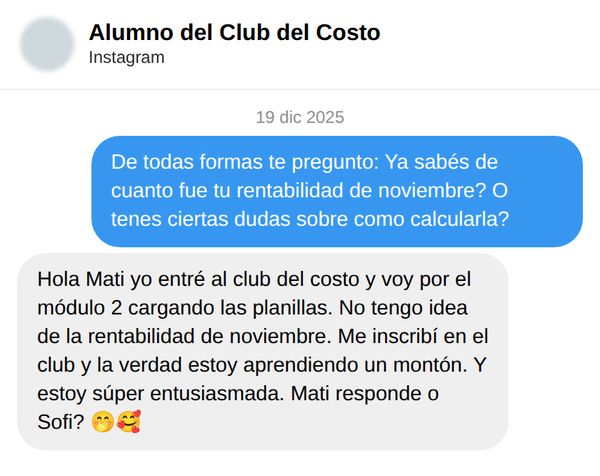 Alumno del Club del Costo
Instagram
19 dic 2025
De todas formas te pregunto: Ya sabés de
cuanto fue tu rentabilidad de noviembre? O
tenes ciertas dudas sobre como calcularla?
Hola Mati yo entré al club del costo y voy por el
módulo 2 cargando las planillas. No tengo idea
de la rentabilidad de noviembre. Me inscribí en el
club y la verdad estoy aprendiendo un montón. Y
estoy súper entusiasmada. Mati responde o
Sofi? 🤭🥰